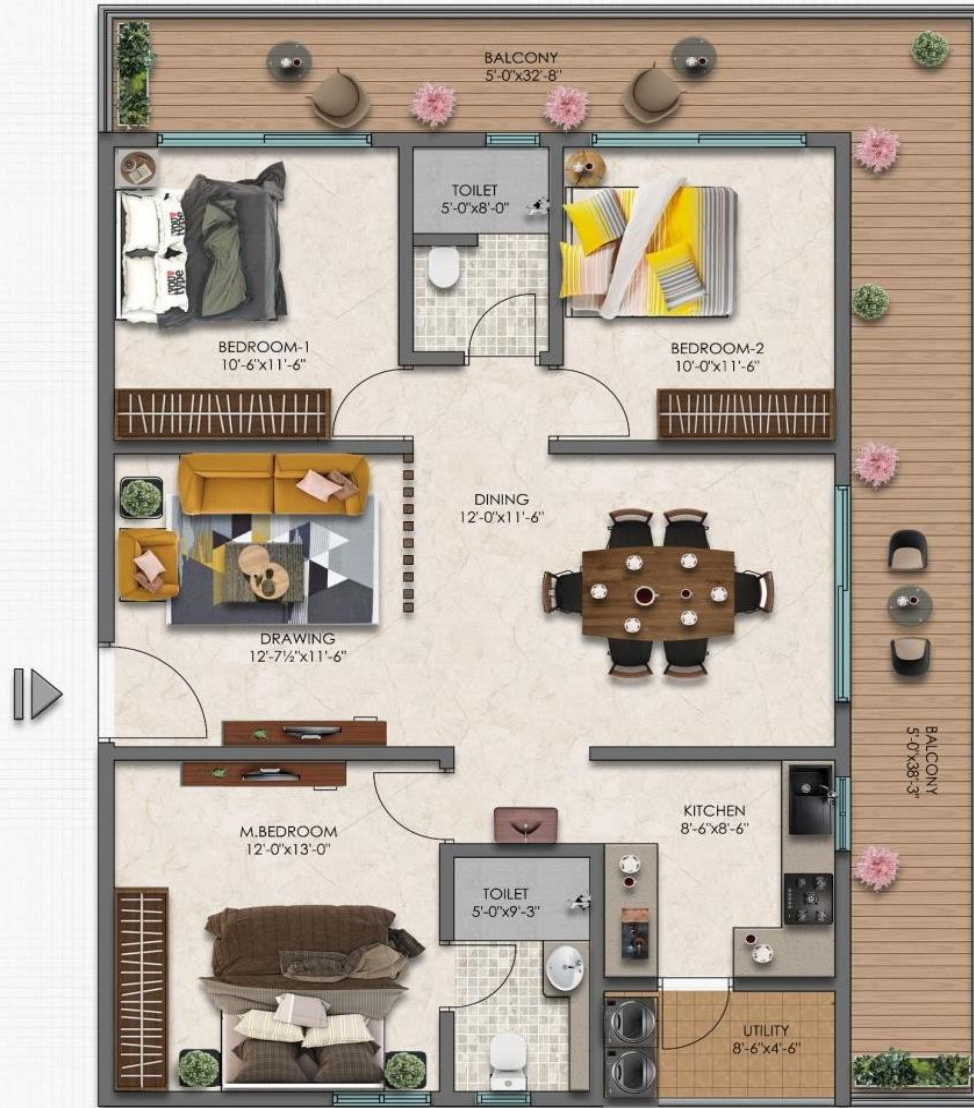 BALCONY
5'-0"x32'-8"
TOILET
5'-0"x8'-0"
BEDROOM-1
10'-6"x11'-6"
BEDROOM-2
10'-0"x11'-6"
DINING
12'-0"x11'-6"
DRAWING
12'-7½"x11'-6"
BALCONY
5'-0"x38'-3"
M.BEDROOM
12'-0"x13'-0"
KITCHEN
8'-6"x8'-6"
TOILET
5'-0"x9'-3"
UTILITY
8'-6"x4'-6"